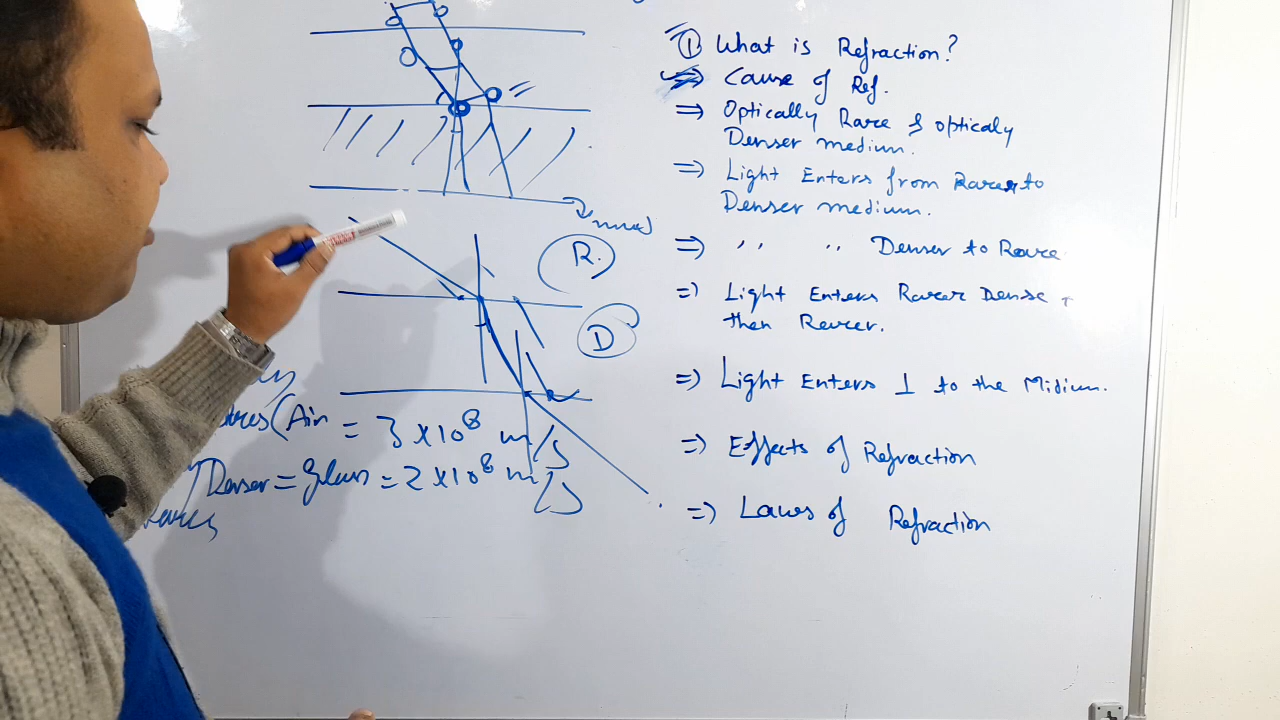 ① What is Refraction?
⇒ Cause of Ref.
⇒ Optically Rare & opticaly
Denser medium.
⇒ Light Enters from Rarer to
Denser medium.
⇒ ,, ,, Denser to Rare
⇒ Light Enters Rarer Dense +
then Rarer.
⇒ Light Enters ⊥ to the Midium.
⇒ Effects of Refraction
⇒ Laws of Refraction
R.
D
(Air = 3 x 10⁸ m/s
Denser = Glass = 2 x 10⁸ m/s